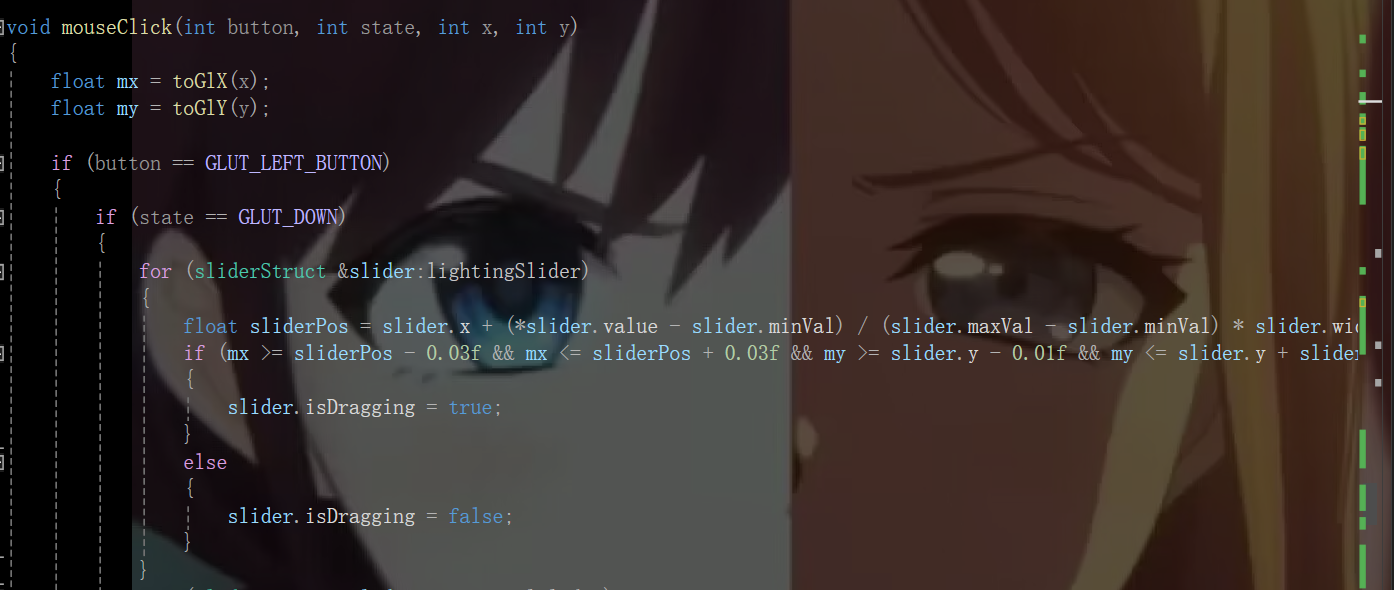 void mouseClick(int button, int state, int x, int y)
{
    float mx = toGlX(x);
    float my = toGlY(y);

    if (button == GLUT_LEFT_BUTTON)
    {
        if (state == GLUT_DOWN)
        {
            for (sliderStruct &slider:lightingSlider)
            {
                float sliderPos = slider.x + (*slider.value - slider.minVal) / (slider.maxVal - slider.minVal) * slider.wi
                if (mx >= sliderPos - 0.03f && mx <= sliderPos + 0.03f && my >= slider.y - 0.01f && my <= slider.y + slider
                {
                    slider.isDragging = true;
                }
                else
                {
                    slider.isDragging = false;
                }
            }